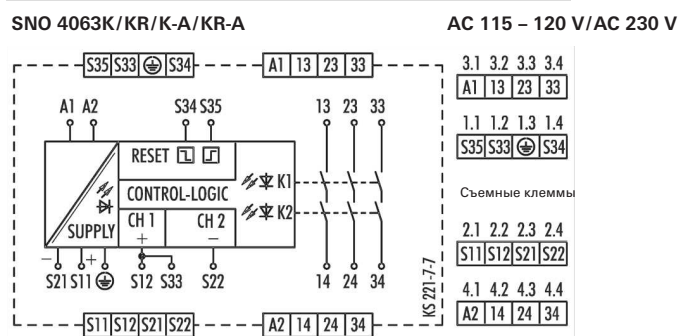 SNO 4063K/KR/K-A/KR-A AC 115 – 120 V/AC 230 V
S35 S33 S34 A1 13 23 33
3.1 3.2 3.3 3.4
A1 13 23 33
A1 A2 S34 S35 13 23 33
1.1 1.2 1.3 1.4
S35 S33 S34
RESET
K1
CONTROL-LOGIC
Съемные клеммы
K2
CH 1 CH 2
SUPPLY
+ –
2.1 2.2 2.3 2.4
S11 S12 S21 S22
– +
S21 S11 S12 S33 S22 14 24 34
KS 221-7-7
4.1 4.2 4.3 4.4
A2 14 24 34
S11 S12 S21 S22 A2 14 24 34